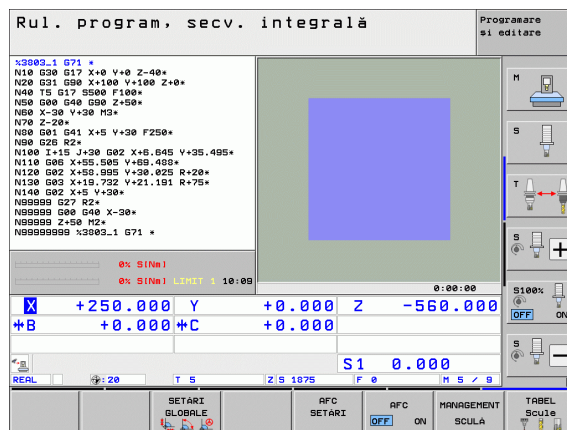 Rul. program, secv. integrală
Programare
și editare
%3803_1 G71 *
N10 G30 G17 X+0 Y+0 Z-40*
N20 G31 G90 X+100 Y+100 Z+0*
N40 T5 G17 S500 F100*
N50 G00 G40 G90 Z+50*
N60 X-30 Y+30 M3*
N70 Z-20*
N80 G01 G41 X+5 Y+30 F250*
N90 G26 R2*
N100 I+15 J+30 G02 X+6.645 Y+35.495*
N110 G06 X+55.505 Y+69.488*
N120 G02 X+58.995 Y+30.025 R+20*
N130 G03 X+19.732 Y+21.191 R+75*
N140 G02 X+5 Y+30*
N99999 G27 R2*
N99999 G00 G40 X-30*
N99999 Z+50 M2*
N99999999 %3803_1 G71 *
0% S[Nm]
0% S[Nm] LIMIT 1 10:09
0:00:00
X +250.000 Y +0.000 Z -560.000
B +0.000 C +0.000
S1 0.000
REAL 20 T 5 Z S 1875 F 0 M 5 / 9
M
S
T
S
S100%
OFF ON
S
SETĂRI
GLOBALE
AFC
SETĂRI
AFC
OFF ON
MANAGEMENT
SCULĂ
TABEL
Scule